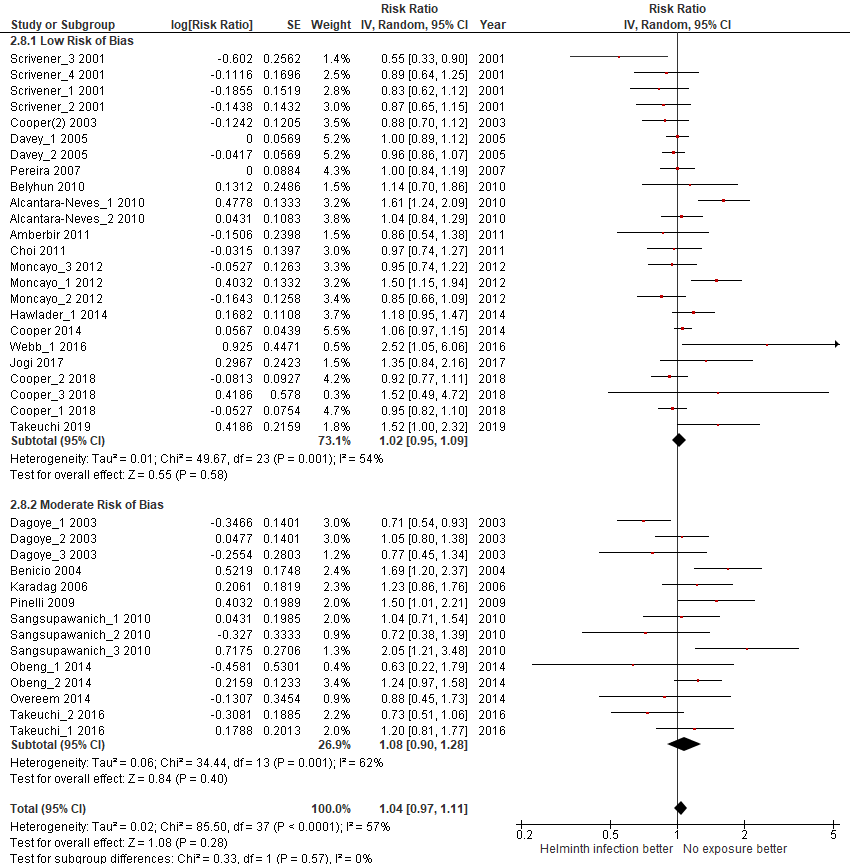 Risk Ratio Risk Ratio
Study or Subgroup log[Risk Ratio] SE Weight IV, Random, 95% CI Year IV, Random, 95% CI
2.8.1 Low Risk of Bias
Scrivener_3 2001 -0.602 0.2562 1.4% 0.55 [0.33, 0.90] 2001
Scrivener_4 2001 -0.1116 0.1696 2.5% 0.89 [0.64, 1.25] 2001
Scrivener_1 2001 -0.1855 0.1519 2.8% 0.83 [0.62, 1.12] 2001
Scrivener_2 2001 -0.1438 0.1432 3.0% 0.87 [0.65, 1.15] 2001
Cooper(2) 2003 -0.1242 0.1205 3.6% 0.88 [0.70, 1.12] 2003
Davey_1 2005 0 0.0569 5.2% 1.00 [0.89, 1.12] 2005
Davey_2 2005 -0.0417 0.0569 5.2% 0.96 [0.86, 1.07] 2005
Pereira 2007 0 0.0884 4.4% 1.00 [0.84, 1.19] 2007
Belyhun 2010 0.1312 0.2486 1.5% 1.14 [0.70, 1.86] 2010
Alcantara-Neves_1 2010 0.4778 0.1333 3.3% 1.61 [1.24, 2.09] 2010
Alcantara-Neves_2 2010 0.0431 0.1083 3.9% 1.04 [0.84, 1.29] 2010
Amberbir 2011 -0.1506 0.2398 1.6% 0.86 [0.54, 1.38] 2011
Choi 2011 -0.0315 0.1397 3.1% 0.97 [0.74, 1.27] 2011
Moncayo_3 2012 -0.0527 0.1263 3.4% 0.95 [0.74, 1.22] 2012
Moncayo_1 2012 0.4032 0.1332 3.3% 1.50 [1.15, 1.94] 2012
Moncayo_2 2012 -0.1643 0.1258 3.4% 0.85 [0.66, 1.09] 2012
Hawlader_1 2014 0.1682 0.1108 3.8% 1.18 [0.95, 1.47] 2014
Cooper 2014 0.0567 0.0439 5.5% 1.06 [0.97, 1.15] 2014
Webb_1 2016 0.925 0.4471 0.5% 2.52 [1.05, 6.06] 2016
Jogi 2017 0.2967 0.2423 1.5% 1.35 [0.84, 2.16] 2017
Cooper_2 2018 -0.0813 0.0927 4.3% 0.92 [0.77, 1.11] 2018
Cooper_3 2018 0.4186 0.578 0.3% 1.52 [0.49, 4.72] 2018
Cooper_1 2018 -0.0527 0.0754 4.7% 0.95 [0.82, 1.10] 2018
Takeuchi 2019 0.4186 0.2159 1.8% 1.52 [1.00, 2.32] 2019
Subtotal (95% CI) 73.1% 1.02 [0.95, 1.09]
Heterogeneity: Tau² = 0.01; Chi² = 49.67, df = 23 (P = 0.001); I² = 54%
Test for overall effect: Z = 0.55 (P = 0.58)
2.8.2 Moderate Risk of Bias
Dagoye_1 2003 -0.3466 0.1401 3.0% 0.71 [0.54, 0.93] 2003
Dagoye_2 2003 0.0477 0.1401 3.0% 1.05 [0.80, 1.38] 2003
Dagoye_3 2003 -0.2554 0.2803 1.2% 0.77 [0.45, 1.34] 2003
Benicio 2004 0.5219 0.1748 2.4% 1.69 [1.20, 2.37] 2004
Karadag 2006 0.2061 0.1819 2.3% 1.23 [0.86, 1.76] 2006
Pinelli 2009 0.4032 0.1989 2.0% 1.50 [1.01, 2.21] 2009
Sangsupawanich_1 2010 0.0431 0.1985 2.0% 1.04 [0.71, 1.54] 2010
Sangsupawanich_2 2010 -0.327 0.3333 0.9% 0.72 [0.38, 1.39] 2010
Sangsupawanich_3 2010 0.7175 0.2706 1.3% 2.05 [1.21, 3.48] 2010
Obeng_1 2014 -0.4581 0.5301 0.4% 0.63 [0.22, 1.79] 2014
Obeng_2 2014 0.2159 0.1233 3.5% 1.24 [0.97, 1.58] 2014
Overeem 2014 -0.1307 0.3454 0.9% 0.88 [0.45, 1.73] 2014
Takeuchi_2 2016 -0.3081 0.1885 2.2% 0.73 [0.51, 1.06] 2016
Takeuchi_1 2016 0.1788 0.2013 2.0% 1.20 [0.81, 1.77] 2016
Subtotal (95% CI) 26.9% 1.08 [0.90, 1.28]
Heterogeneity: Tau² = 0.06; Chi² = 34.44, df = 13 (P = 0.001); I² = 62%
Test for overall effect: Z = 0.84 (P = 0.40)
Total (95% CI) 100.0% 1.04 [0.97, 1.11]
Heterogeneity: Tau² = 0.02; Chi² = 85.50, df = 37 (P < 0.0001); I² = 57%
Test for overall effect: Z = 1.08 (P = 0.28)
Test for subgroup differences: Chi² = 0.33, df = 1 (P = 0.57), I² = 0%
0.2 0.5 1 2 5
Helminth infection better No exposure better